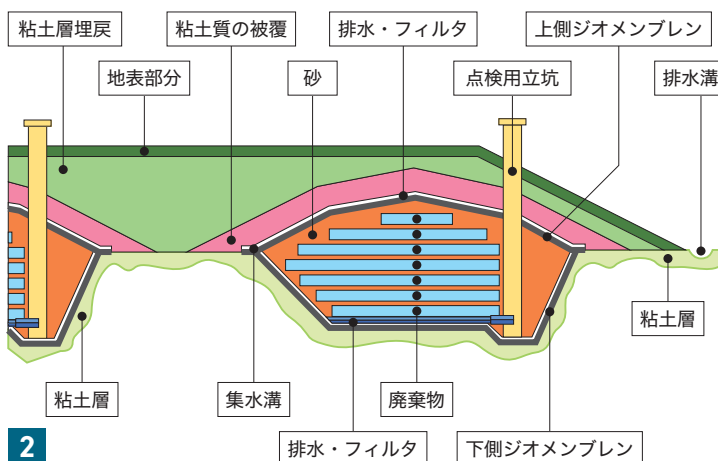 粘土層埋戻
粘土質の被覆
排水・フィルタ
上側ジオメンブレン
地表部分
砂
点検用立坑
排水溝
粘土層
粘土層
集水溝
廃棄物
排水・フィルタ
下側ジオメンブレン
2